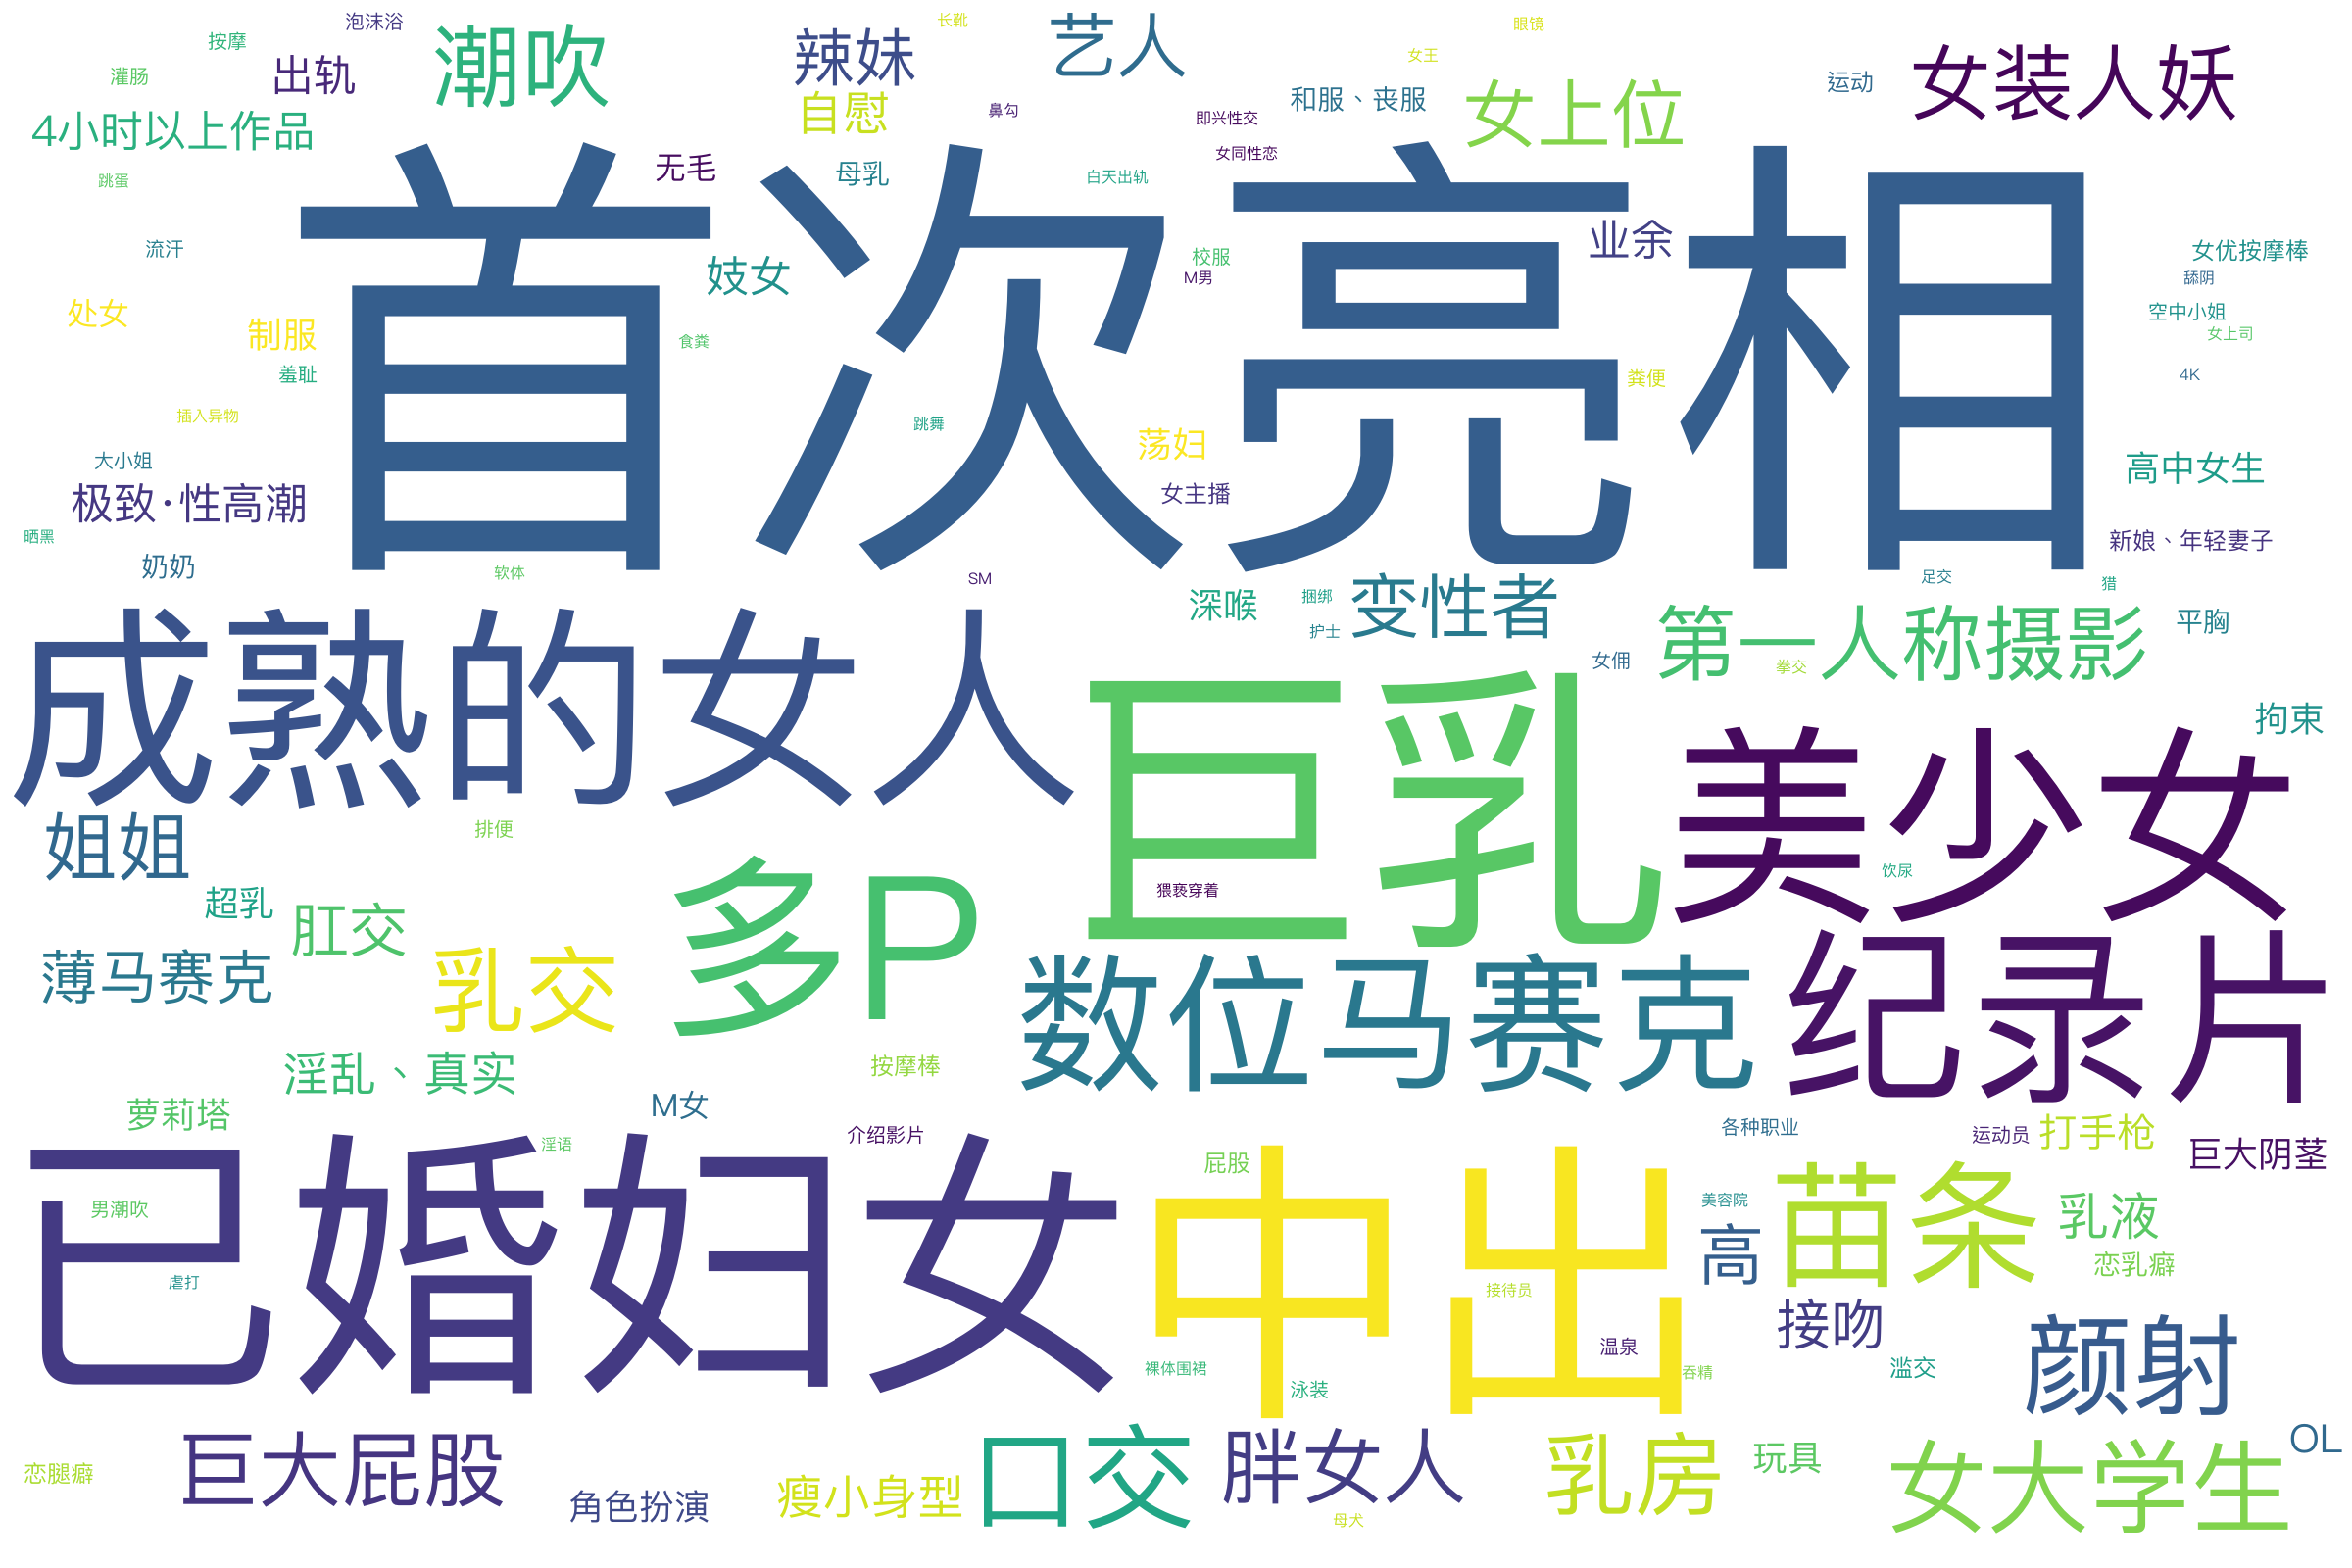 泡沫浴
长靴
艺人
眼镜
按摩
出轨
潮吹
辣妹
女王
女装人妖
灌肠
4小时以上作品
自慰
鼻勾
和服、丧服
女上位
运动
即兴性交
跳蛋
无毛
母乳
白天出轨
女同性恋
首次亮相
流汗
妓女
校服
M男
业余
女优按摩棒
舔阴
处女
制服
食粪
空中小姐
女上司
羞耻
粪便
4K
插入异物
跳舞
荡妇
大小姐
极致·性高潮
女主播
高中女生
晒黑
奶奶
软体
SM
新娘、年轻妻子
深喉
捆绑
护士
变性者
足交
猎
第一人称摄影
平胸
成熟的女人
女佣
拳交
巨乳
拘束
美少女
姐姐
排便
超乳
肛交
多P
猥亵穿着
饮尿
薄马赛克
乳交
数位马赛克
纪录片
淫乱、真实
按摩棒
萝莉塔
M女
介绍影片
各种职业
运动员
打手枪
巨大阴茎
淫语
已婚妇女
屁股
中出
苗条
男潮吹
美容院
高
乳液
恋乳癖
虐打
接待员
接吻
温泉
颜射
裸体围裙
泳装
吞精
滥交
恋腿癖
巨大屁股
角色扮演
瘦小身型
口交
胖女人
母犬
乳房
玩具
女大学生
OL